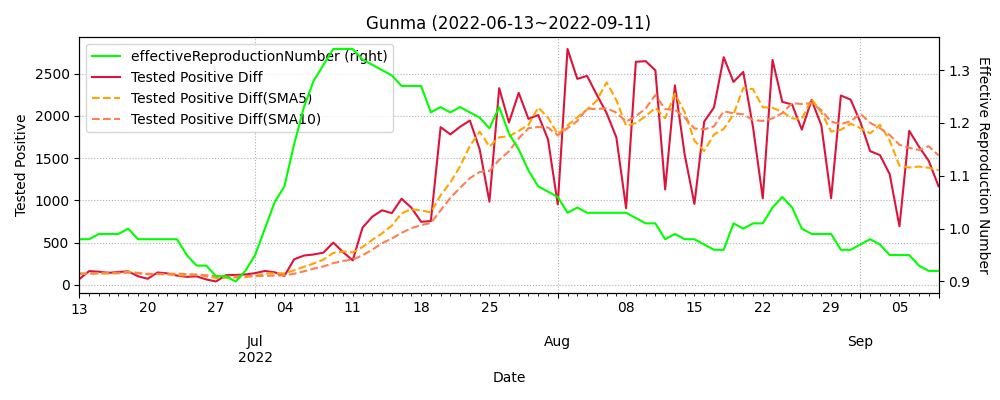 Gunma (2022-06-13~2022-09-11)
effectiveReproductionNumber (right)
Tested Positive Diff
Tested Positive Diff(SMA5)
Tested Positive Diff(SMA10)
Tested Positive
2500
2000
1500
1000
500
0
1.3
1.2
1.1
1.0
0.9
Effective Reproduction Number
13 20 27 04 11 18 25 08 15 22 29 05
Jul Aug Sep
2022
Date